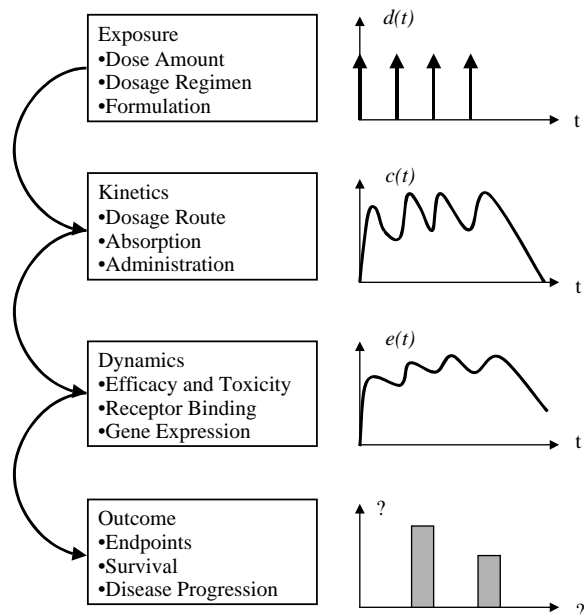 Exposure
•Dose Amount
•Dosage Regimen
•Formulation
d(t)
t
Kinetics
•Dosage Route
•Absorption
•Administration
c(t)
t
Dynamics
•Efficacy and Toxicity
•Receptor Binding
•Gene Expression
e(t)
t
Outcome
•Endpoints
•Survival
•Disease Progression
?
?